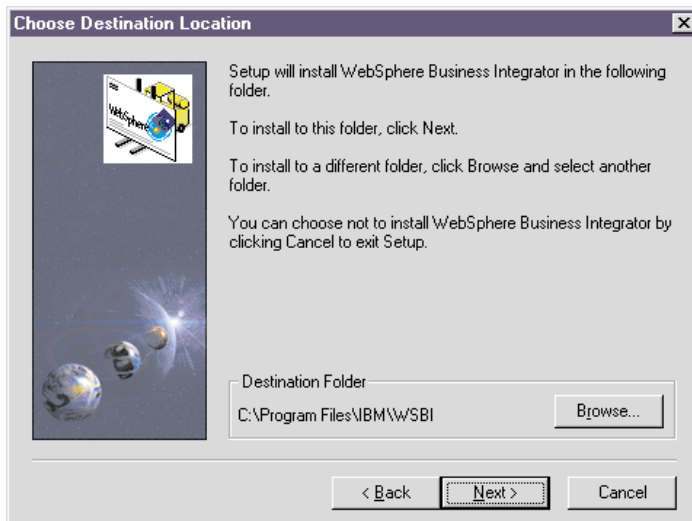 Choose Destination Location
WebSphere
Setup will install WebSphere Business Integrator in the following
folder.
To install to this folder, click Next.
To install to a different folder, click Browse and select another
folder.
You can choose not to install WebSphere Business Integrator by
clicking Cancel to exit Setup.
Destination Folder
C:\Program Files\IBM\WSBI
Browse...
< Back
Next >
Cancel